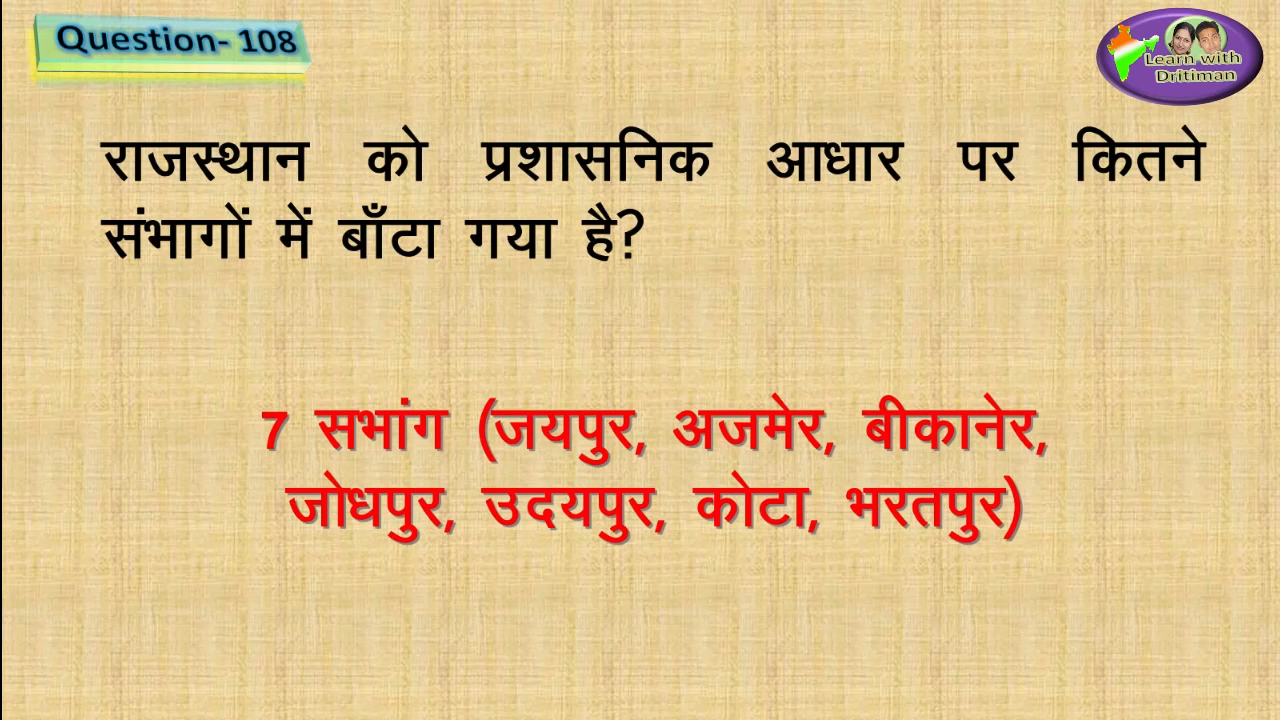 Question- 108
Learn with
Dritiman
राजस्थान को प्रशासनिक आधार पर कितने
संभागों में बाँटा गया है?
7 सभांग (जयपुर, अजमेर, बीकानेर,
जोधपुर, उदयपुर, कोटा, भरतपुर)